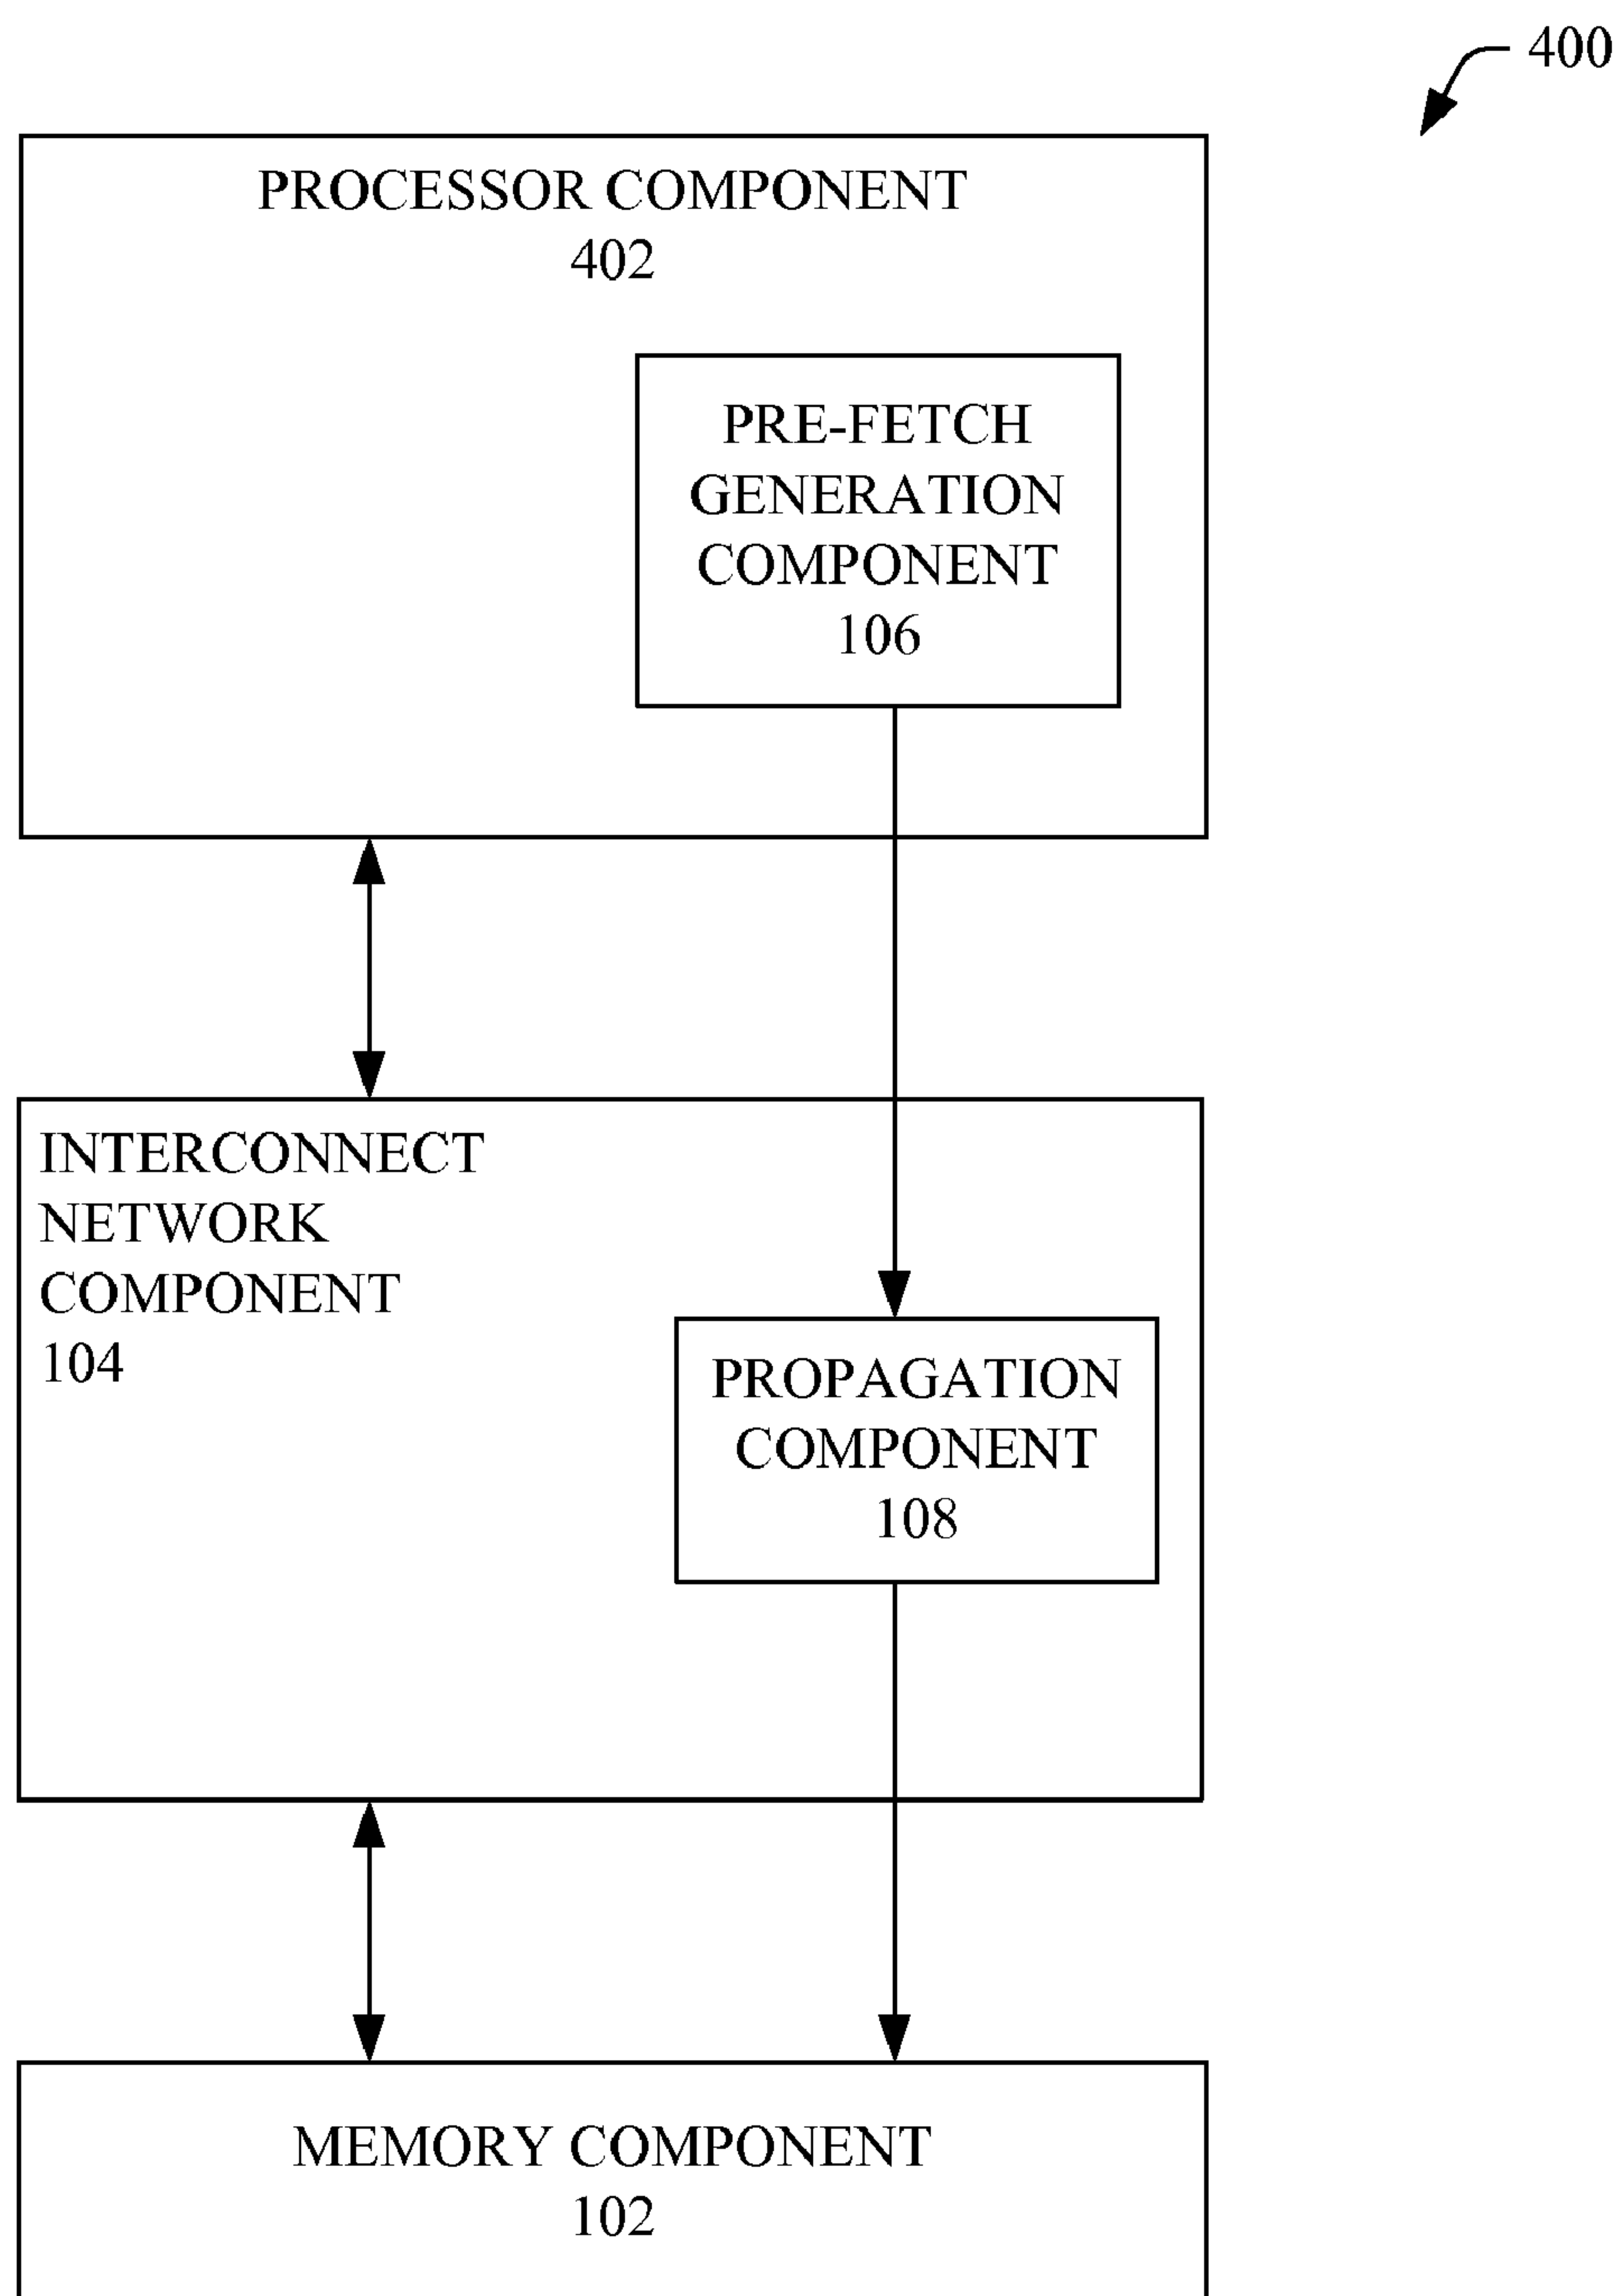 400
PROCESSOR COMPONENT
402
PRE-FETCH
GENERATION
COMPONENT
106
INTERCONNECT
NETWORK
COMPONENT
104
PROPAGATION
COMPONENT
108
MEMORY COMPONENT
102